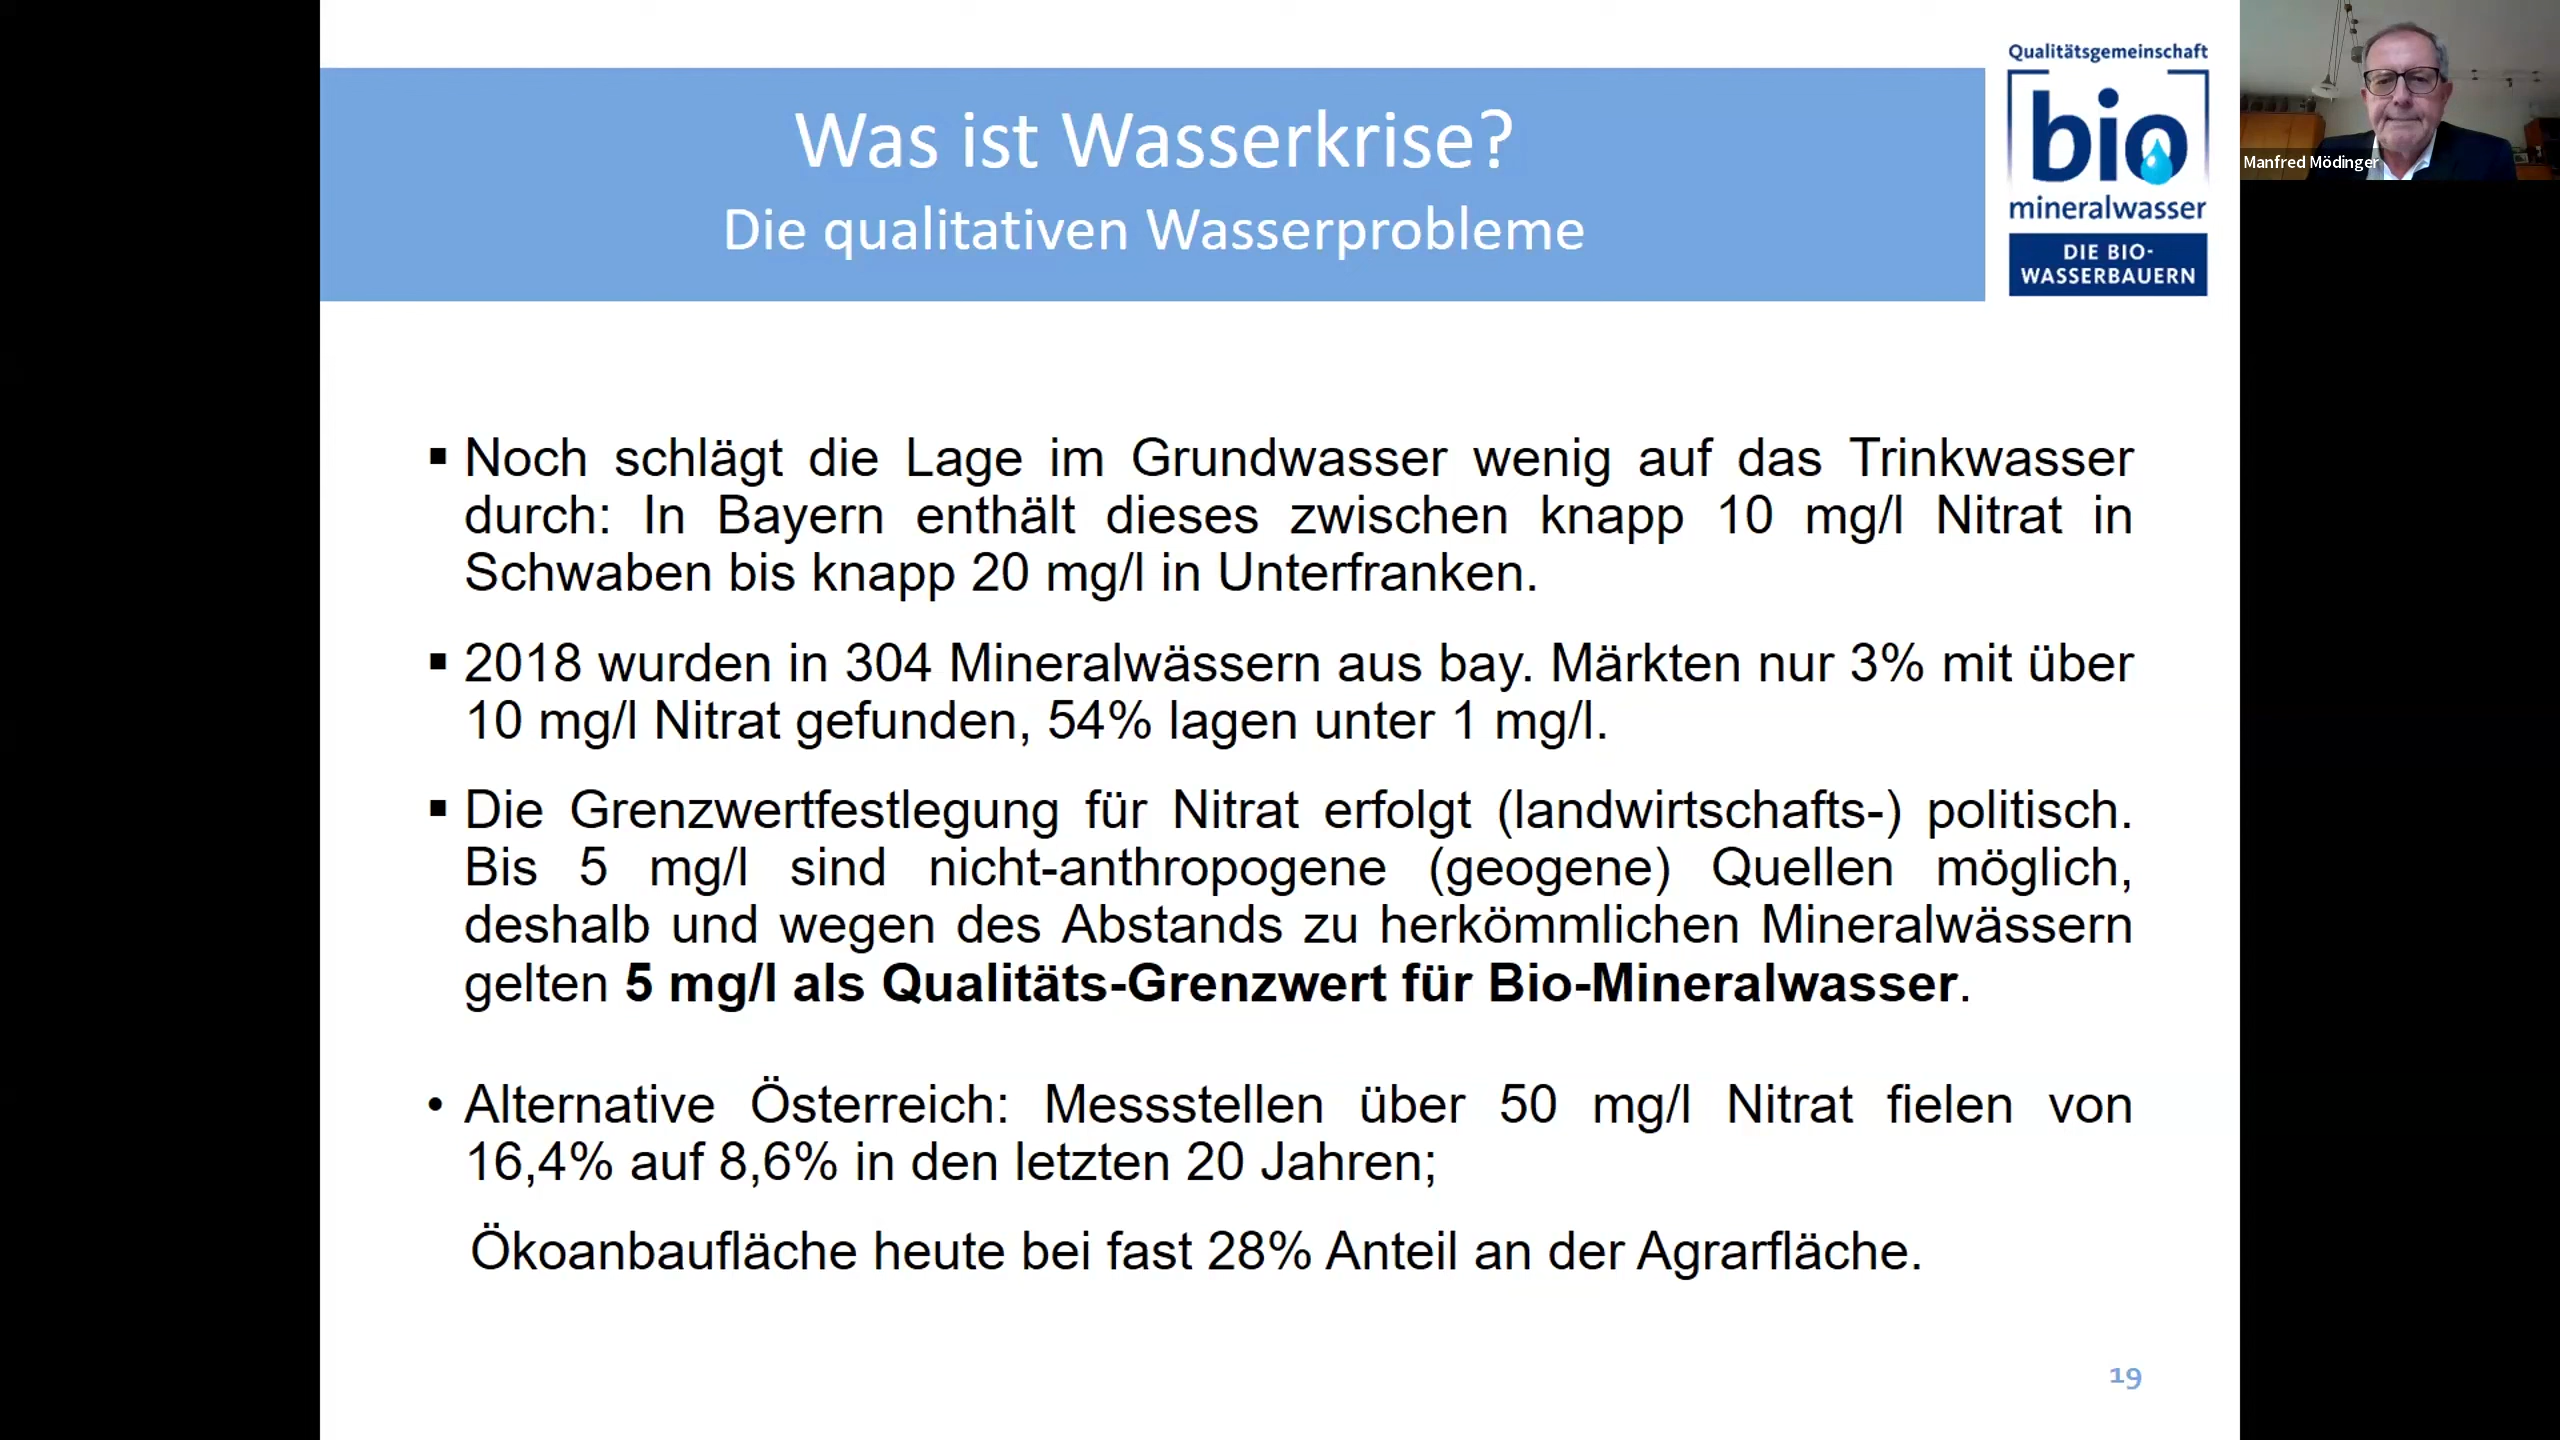 Was ist Wasserkrise?
Die qualitativen Wasserprobleme
Qualitätsgemeinschaft
bio
mineralwasser
DIE BIO-
WASSERBAUERN
Manfred Mödinger
▪ Noch schlägt die Lage im Grundwasser wenig auf das Trinkwasser
durch: In Bayern enthält dieses zwischen knapp 10 mg/l Nitrat in
Schwaben bis knapp 20 mg/l in Unterfranken.
▪ 2018 wurden in 304 Mineralwässern aus bay. Märkten nur 3% mit über
10 mg/l Nitrat gefunden, 54% lagen unter 1 mg/l.
▪ Die Grenzwertfestlegung für Nitrat erfolgt (landwirtschafts-) politisch.
Bis 5 mg/l sind nicht-anthropogene (geogene) Quellen möglich,
deshalb und wegen des Abstands zu herkömmlichen Mineralwässern
gelten 5 mg/l als Qualitäts-Grenzwert für Bio-Mineralwasser.
• Alternative Österreich: Messstellen über 50 mg/l Nitrat fielen von
16,4% auf 8,6% in den letzten 20 Jahren;
Ökoanbaufläche heute bei fast 28% Anteil an der Agrarfläche.
19